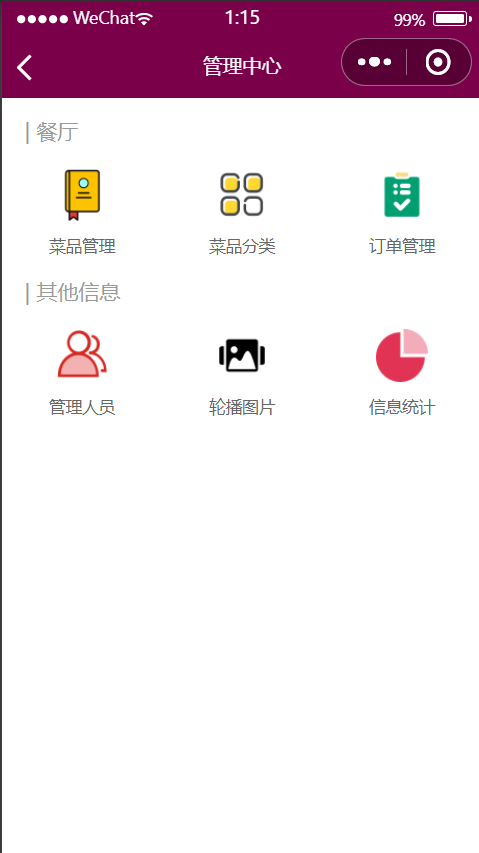 WeChat 1:15 99%
管理中心
| 餐厅
菜品管理 菜品分类 订单管理
| 其他信息
管理人员 轮播图片 信息统计